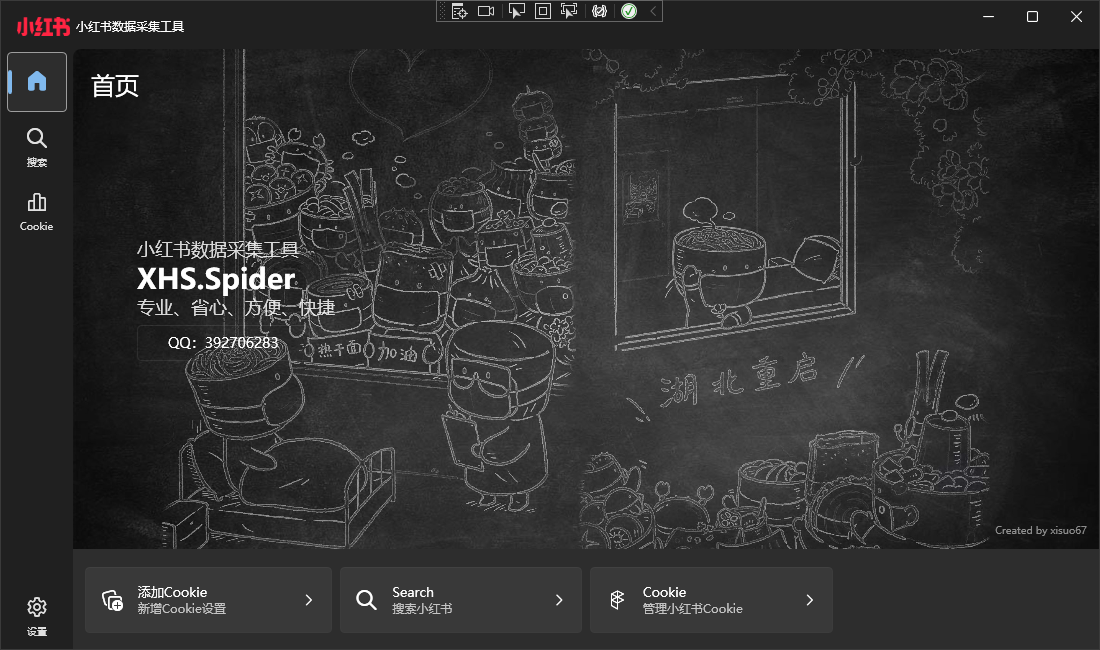 小红书 小红书数据采集工具
首页
搜索
Cookie
小红书数据采集工具
XHS.Spider
专业、省心、方便、快捷
QQ：392706283
热干面 加油
湖北重启
Created by xisuo67
添加Cookie
新增Cookie设置
Search
搜索小红书
Cookie
管理小红书Cookie
设置